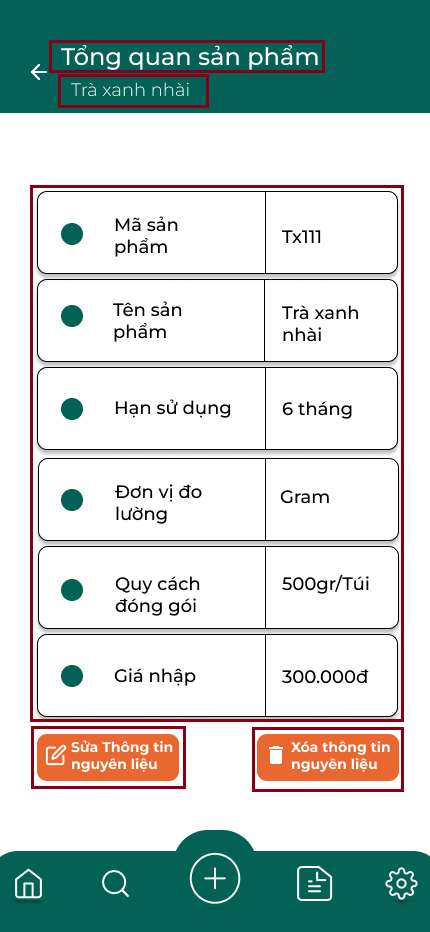 Tổng quan sản phẩm
Trà xanh nhài
Mã sản
phẩm
Tx111
Tên sản
phẩm
Trà xanh
nhài
Hạn sử dụng
6 tháng
Đơn vị đo
lường
Gram
Quy cách
đóng gói
500gr/Túi
Giá nhập
300.000đ
Sửa Thông tin
nguyên liệu
Xóa thông tin
nguyên liệu